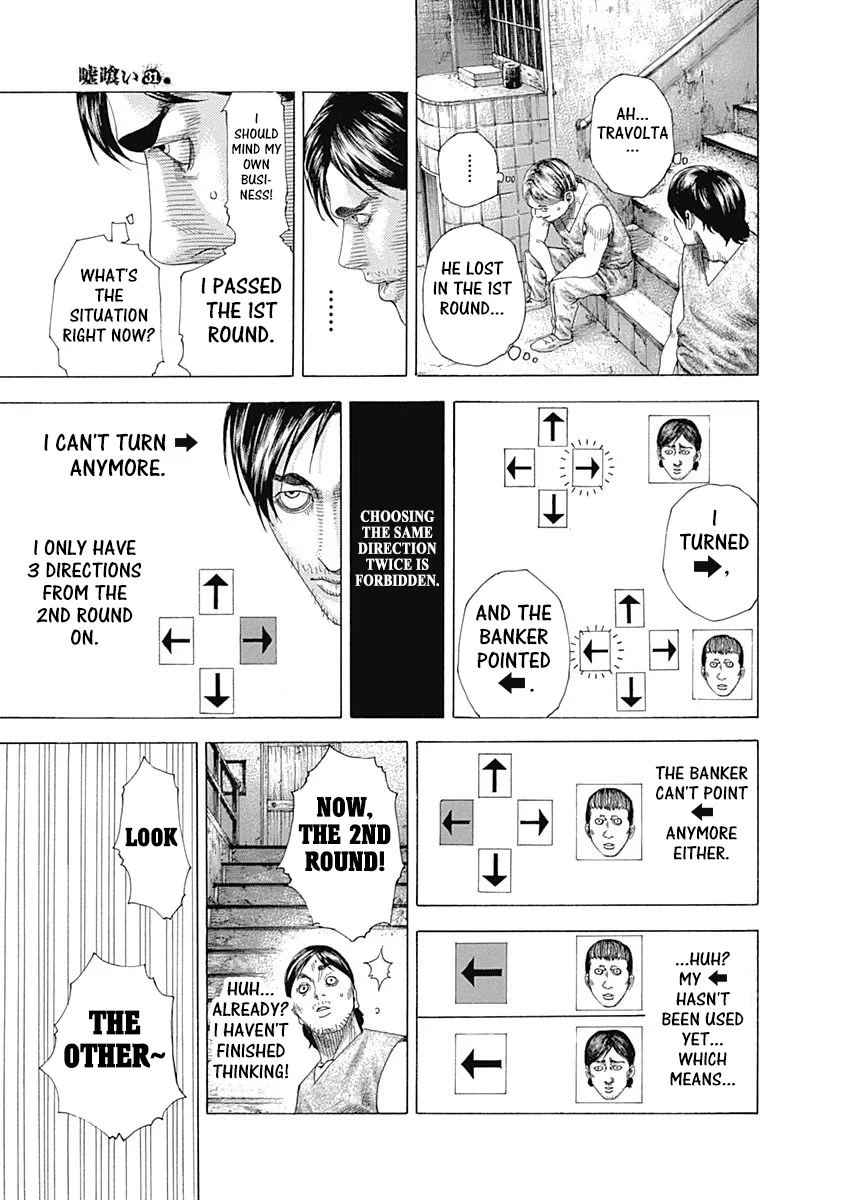 嘘喰い 31
AH...
TRAVOLTA
...
......
HE LOST
IN THE 1ST
ROUND...
......
I
SHOULD
MIND MY
OWN
BUSI-
NESS!
I PASSED
THE 1ST
ROUND.
WHAT'S
THE
SITUATION
RIGHT NOW?
I
TURNED
➡,
AND THE
BANKER
POINTED
⬅.
CHOOSING
THE SAME
DIRECTION
TWICE IS
FORBIDDEN.
I CAN'T TURN ➡
ANYMORE.
I ONLY HAVE
3 DIRECTIONS
FROM THE
2ND ROUND
ON.
THE BANKER
CAN'T POINT
⬅
ANYMORE
EITHER.
...HUH?
MY ⬅
HASN'T
BEEN USED
YET...
WHICH
MEANS...
NOW,
THE 2ND
ROUND!
HUH...
ALREADY?
I HAVEN'T
FINISHED
THINKING!
LOOK
THE
OTHER~